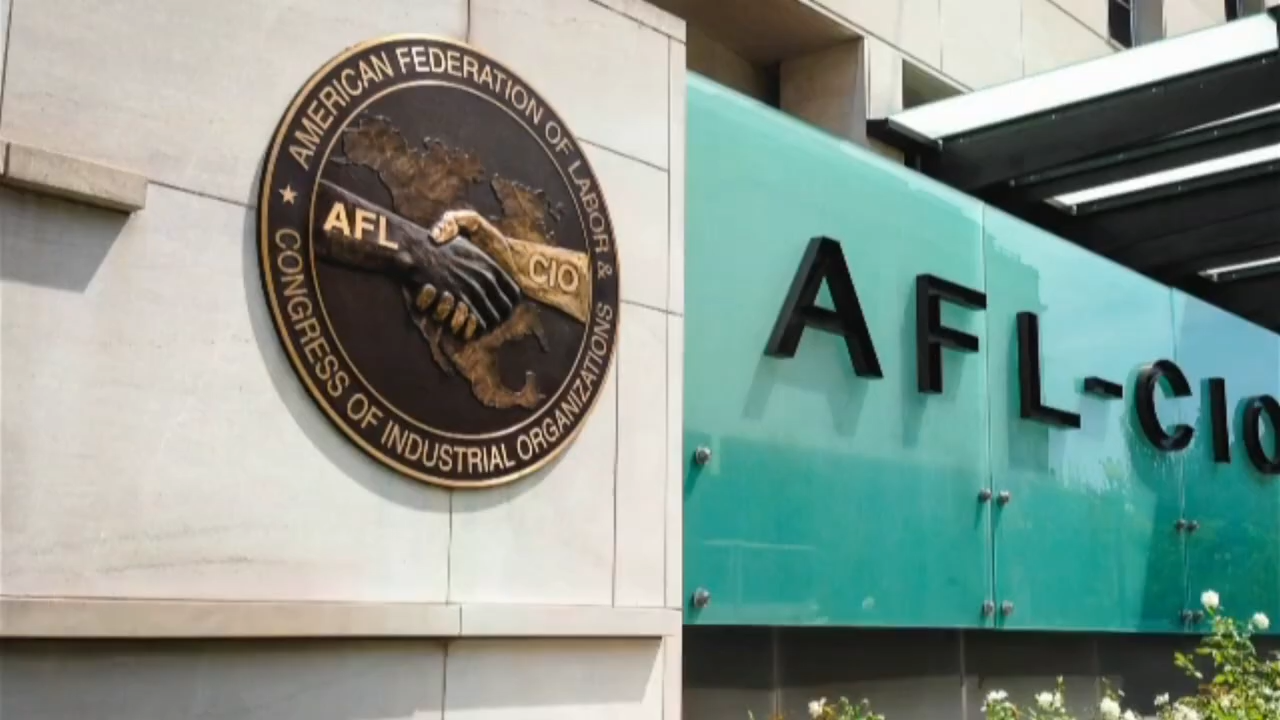 ★ AMERICAN FEDERATION OF LABOR &
CONGRESS OF INDUSTRIAL ORGANIZATIONS
AFL
CIO
AFL-CIO